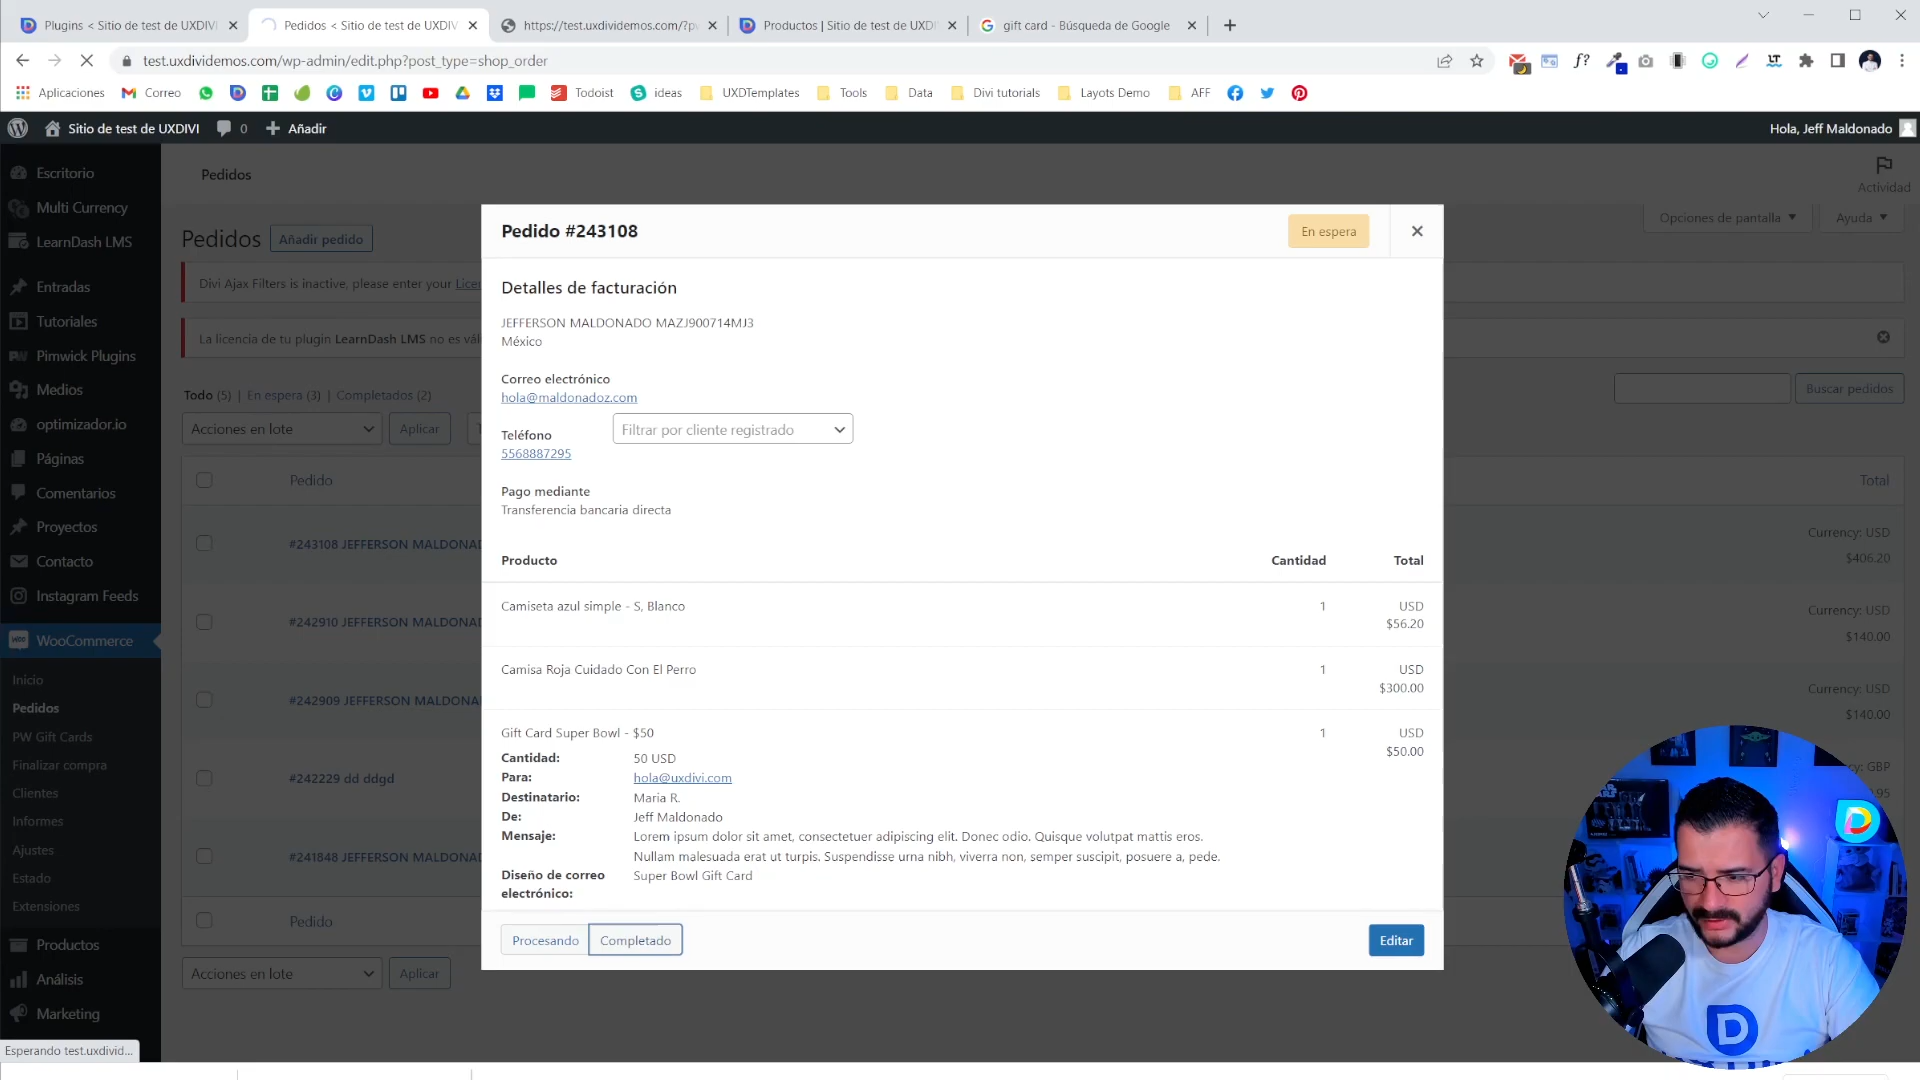 Plugins < Sitio de test de UXDIVI
Pedidos < Sitio de test de UXDIV
https://test.uxdividemos.com/?p
Productos | Sitio de test de UXDI
gift card - Búsqueda de Google
test.uxdividemos.com/wp-admin/edit.php?post_type=shop_order
Aplicaciones
Correo
Todoist
ideas
UXDTemplates
Tools
Data
Divi tutorials
Layots Demo
AFF
Sitio de test de UXDIVI
0
Añadir
Hola, Jeff Maldonado
Escritorio
Multi Currency
LearnDash LMS
Entradas
Tutoriales
Pimwick Plugins
Medios
optimizador.io
Páginas
Comentarios
Proyectos
Contacto
Instagram Feeds
WooCommerce
Inicio
Pedidos
PW Gift Cards
Finalizar compra
Clientes
Informes
Ajustes
Estado
Extensiones
Productos
Análisis
Marketing
Esperando test.uxdivid...
Pedidos
Actividad
Opciones de pantalla
Ayuda
Pedidos
Añadir pedido
Divi Ajax Filters is inactive, please enter your Licen
La licencia de tu plugin LearnDash LMS no es vál
Todo (5) | En espera (3) | Completados (2)
Buscar pedidos
Acciones en lote
Aplicar
Pedido
Total
#243108 JEFFERSON MALDONAD
Currency: USD
$406.20
#242910 JEFFERSON MALDONAD
Currency: USD
$140.00
#242909 JEFFERSON MALDONA
Currency: USD
$140.00
#242229 dd ddgd
#241848 JEFFERSON MALDONAD
Pedido
Acciones en lote
Aplicar
Pedido #243108
En espera
Detalles de facturación
JEFFERSON MALDONADO MAZJ900714MJ3
México
Correo electrónico
hola@maldonadoz.com
Filtrar por cliente registrado
Teléfono
5568887295
Pago mediante
Transferencia bancaria directa
Producto Cantidad Total
Camiseta azul simple - S, Blanco 1 USD
$56.20
Camisa Roja Cuidado Con El Perro 1 USD
$300.00
Gift Card Super Bowl - $50 1 USD
$50.00
Cantidad: 50 USD
Para: hola@uxdivi.com
Destinatario: Maria R.
De: Jeff Maldonado
Mensaje: Lorem ipsum dolor sit amet, consectetuer adipiscing elit. Donec odio. Quisque volutpat mattis eros.
Nullam malesuada erat ut turpis. Suspendisse urna nibh, viverra non, semper suscipit, posuere a, pede.
Diseño de correo Super Bowl Gift Card
electrónico:
Procesando
Completado
Editar